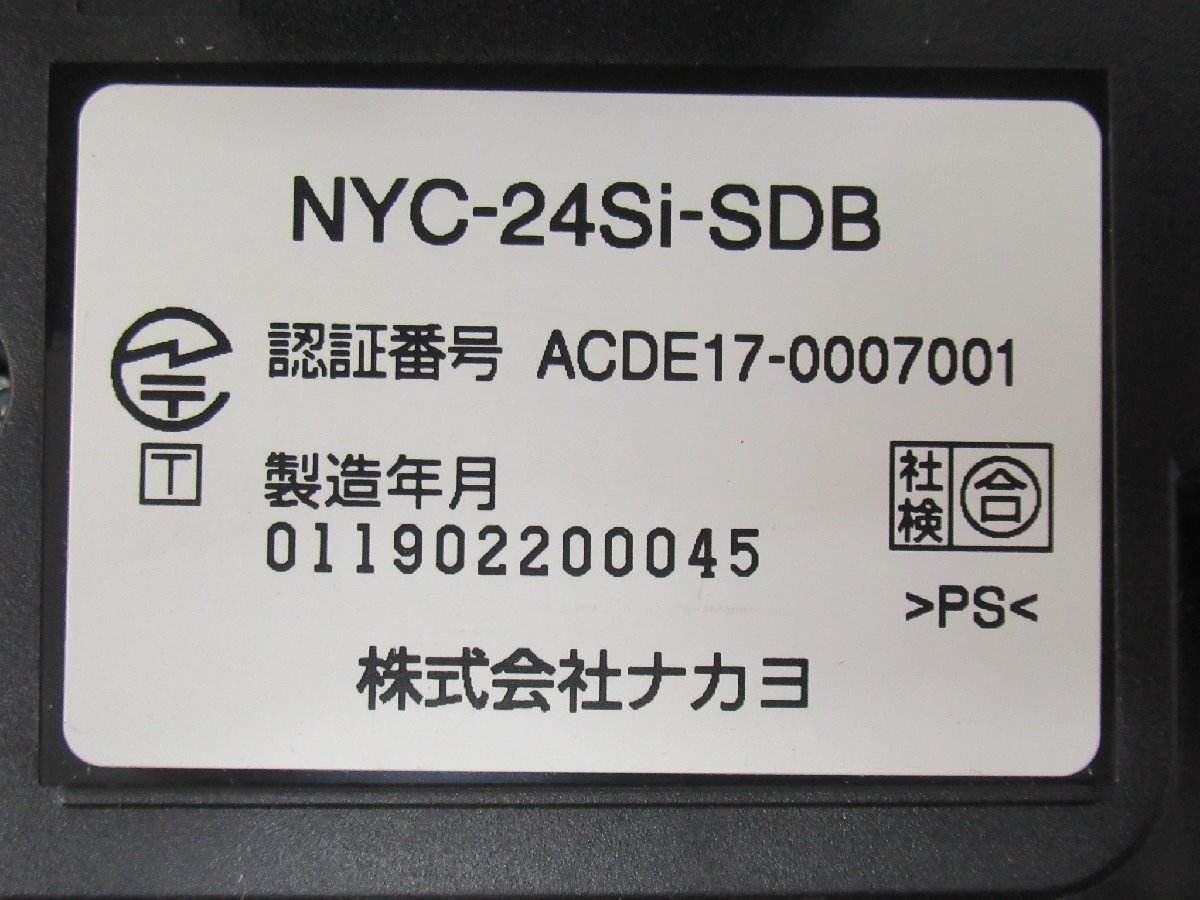 NYC-24Si-SDB
認証番号 ACDE17-0007001
T
製造年月
011902200045
社検 合
>PS<
株式会社ナカヨ